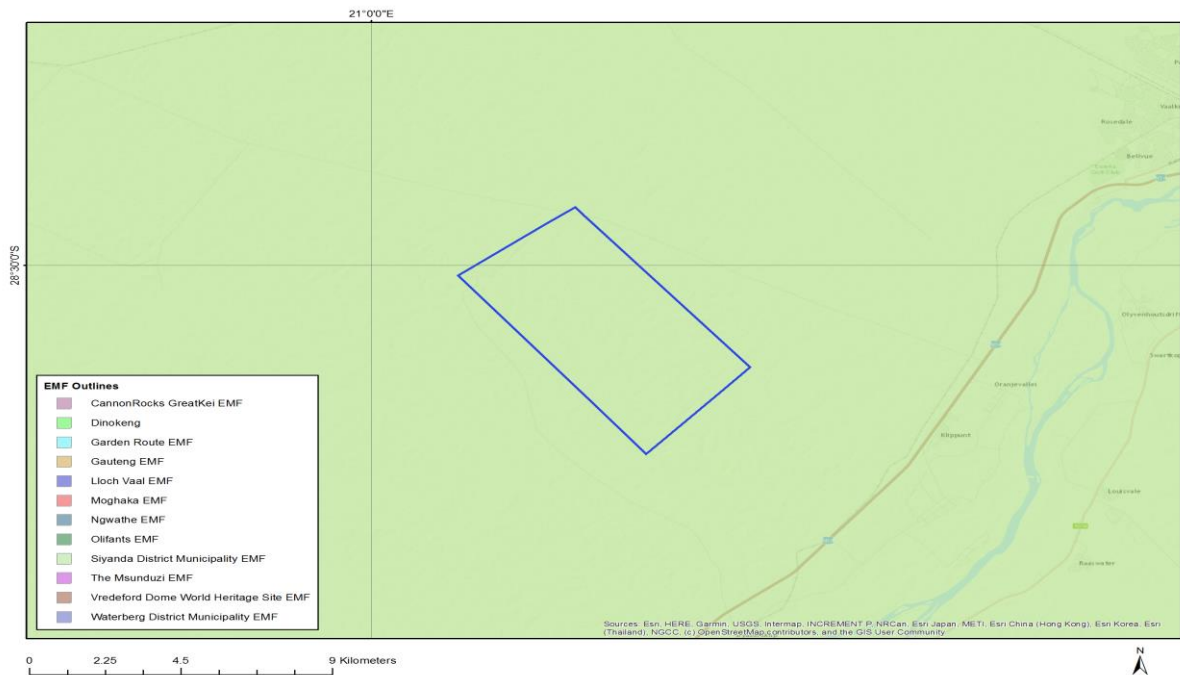 21°0'0"E
28°30'0"S
Rosedale
Bellvue
Oranjevallei
Klippunt
Louisvale
Raaswater
EMF Outlines
CannonRocks GreatKei EMF
Dinokeng
Garden Route EMF
Gauteng EMF
Lloch Vaal EMF
Moghaka EMF
Ngwathe EMF
Olifants EMF
Siyanda District Municipality EMF
The Msunduzi EMF
Vredeford Dome World Heritage Site EMF
Waterberg District Municipality EMF
Sources: Esri, HERE, Garmin, USGS, Intermap, INCREMENT P, NRCan, Esri Japan, METI, Esri China (Hong Kong), Esri Korea, Esri
(Thailand), NGCC, (c) OpenStreetMap contributors, and the GIS User Community
0 2.25 4.5 9 Kilometers
N